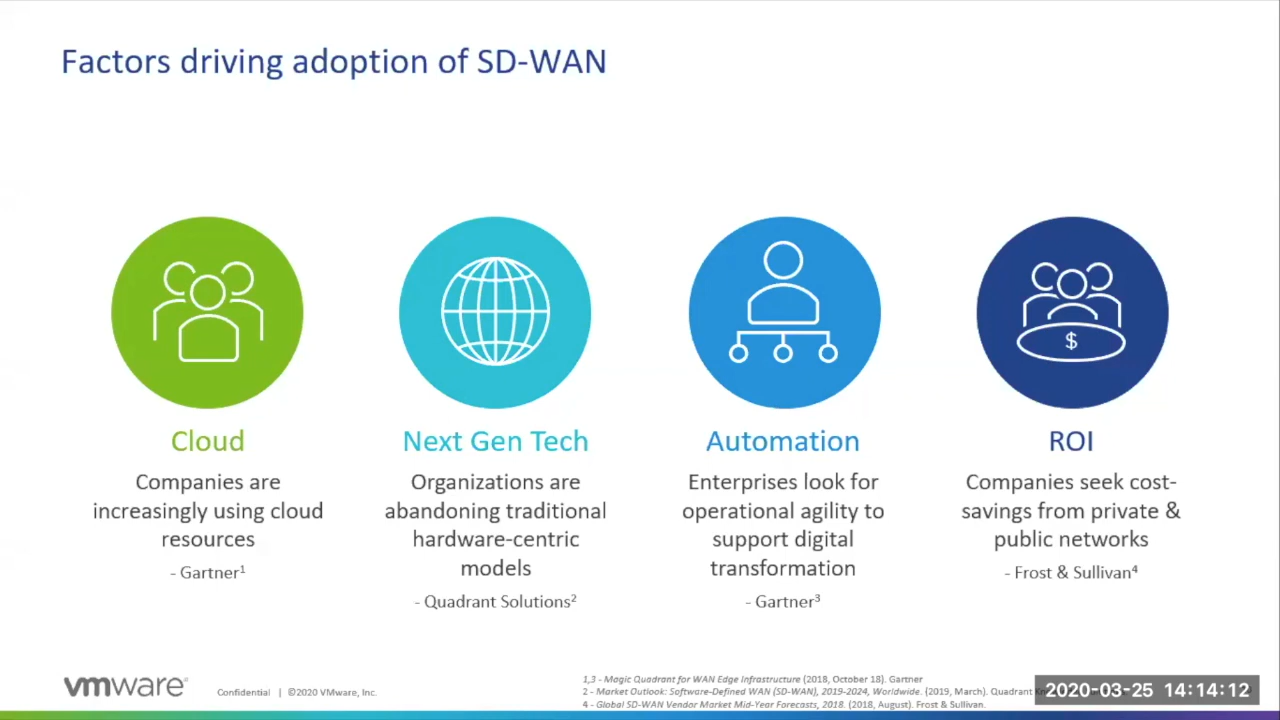 Factors driving adoption of SD-WAN
$
Cloud
Companies are
increasingly using cloud
resources
- Gartner¹
Next Gen Tech
Organizations are
abandoning traditional
hardware-centric
models
- Quadrant Solutions²
Automation
Enterprises look for
operational agility to
support digital
transformation
- Gartner³
ROI
Companies seek cost-
savings from private &
public networks
- Frost & Sullivan⁴
vmware®
Confidential | ©2020 VMware, Inc.
1,3 - Magic Quadrant for WAN Edge Infrastructure (2018, October 18). Gartner
2 - Market Outlook: Software-Defined WAN (SD-WAN), 2019-2024, Worldwide. (2019, March). Quadrant
4 - Global SD-WAN Vendor Market Mid-Year Forecasts, 2018. (2018, August). Frost & Sullivan.
2020-03-25 14:14:12